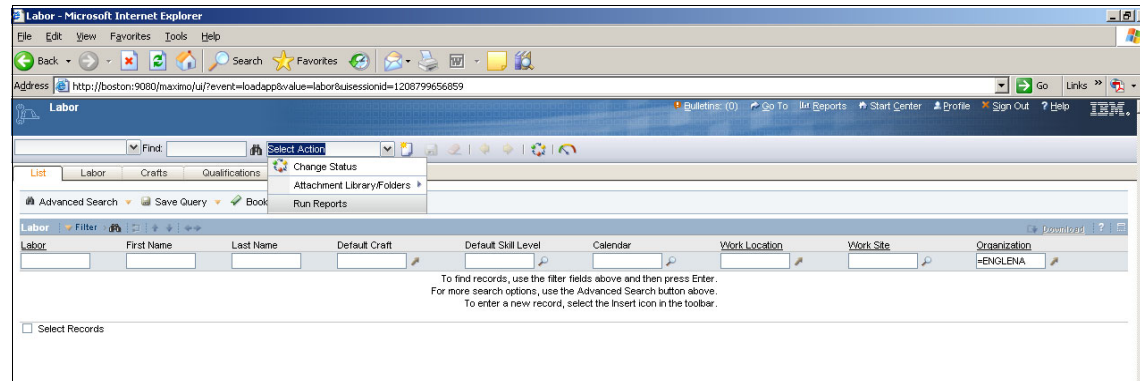 Labor - Microsoft Internet Explorer
File Edit View Favorites Tools Help
Back Search Favorites
Address http://boston:9080/maximo/ui/?event=loadapp&value=labor&uisessionid=1208799656859 Go Links »
Labor Bulletins: (0) Go To Reports Start Center Profile Sign Out ? Help IBM.
Find: Select Action
Change Status
Attachment Library/Folders
Run Reports
List Labor Crafts Qualifications
Advanced Search Save Query Book
Labor Filter Download ?
Labor First Name Last Name Default Craft Default Skill Level Calendar Work Location Work Site Organization
=ENGLENA
To find records, use the filter fields above and then press Enter.
For more search options, use the Advanced Search button above.
To enter a new record, select the Insert icon in the toolbar.
Select Records